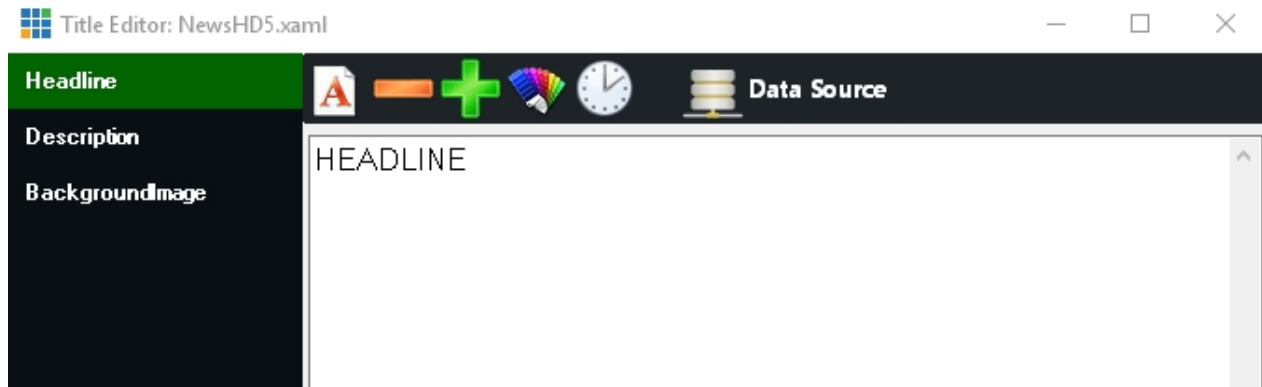 Title Editor: NewsHD5.xaml
Headline
Description
BackgroundImage
A
Data Source
HEADLINE